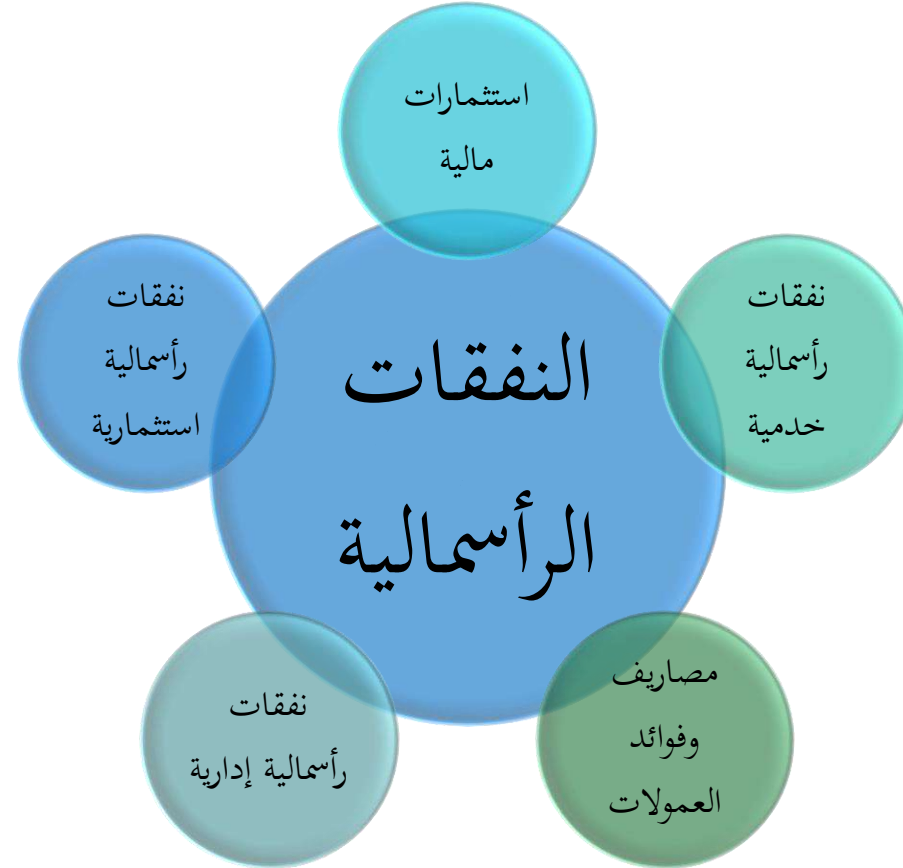 استثمارات
مالية
نفقات
رأسمالية
خدمية
مصاريف
وفوائد
العمولات
نفقات
رأسمالية إدارية
نفقات
رأسمالية
استثمارية
النفقات
الرأسمالية